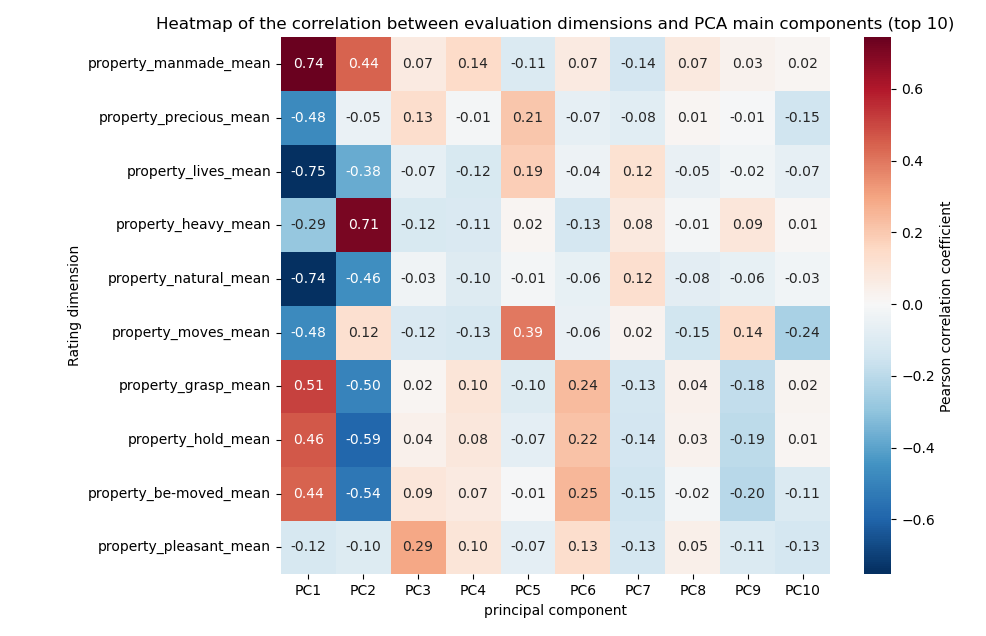 Heatmap of the correlation between evaluation dimensions and PCA main components (top 10)
Rating dimension
property_manmade_mean 0.74 0.44 0.07 0.14 -0.11 0.07 -0.14 0.07 0.03 0.02
property_precious_mean -0.48 -0.05 0.13 -0.01 0.21 -0.07 -0.08 0.01 -0.01 -0.15
property_lives_mean -0.75 -0.38 -0.07 -0.12 0.19 -0.04 0.12 -0.05 -0.02 -0.07
property_heavy_mean -0.29 0.71 -0.12 -0.11 0.02 -0.13 0.08 -0.01 0.09 0.01
property_natural_mean -0.74 -0.46 -0.03 -0.10 -0.01 -0.06 0.12 -0.08 -0.06 -0.03
property_moves_mean -0.48 0.12 -0.12 -0.13 0.39 -0.06 0.02 -0.15 0.14 -0.24
property_grasp_mean 0.51 -0.50 0.02 0.10 -0.10 0.24 -0.13 0.04 -0.18 0.02
property_hold_mean 0.46 -0.59 0.04 0.08 -0.07 0.22 -0.14 0.03 -0.19 0.01
property_be-moved_mean 0.44 -0.54 0.09 0.07 -0.01 0.25 -0.15 -0.02 -0.20 -0.11
property_pleasant_mean -0.12 -0.10 0.29 0.10 -0.07 0.13 -0.13 0.05 -0.11 -0.13
PC1 PC2 PC3 PC4 PC5 PC6 PC7 PC8 PC9 PC10
principal component
0.6
0.4
0.2
0.0
−0.2
−0.4
−0.6
Pearson correlation coefficient